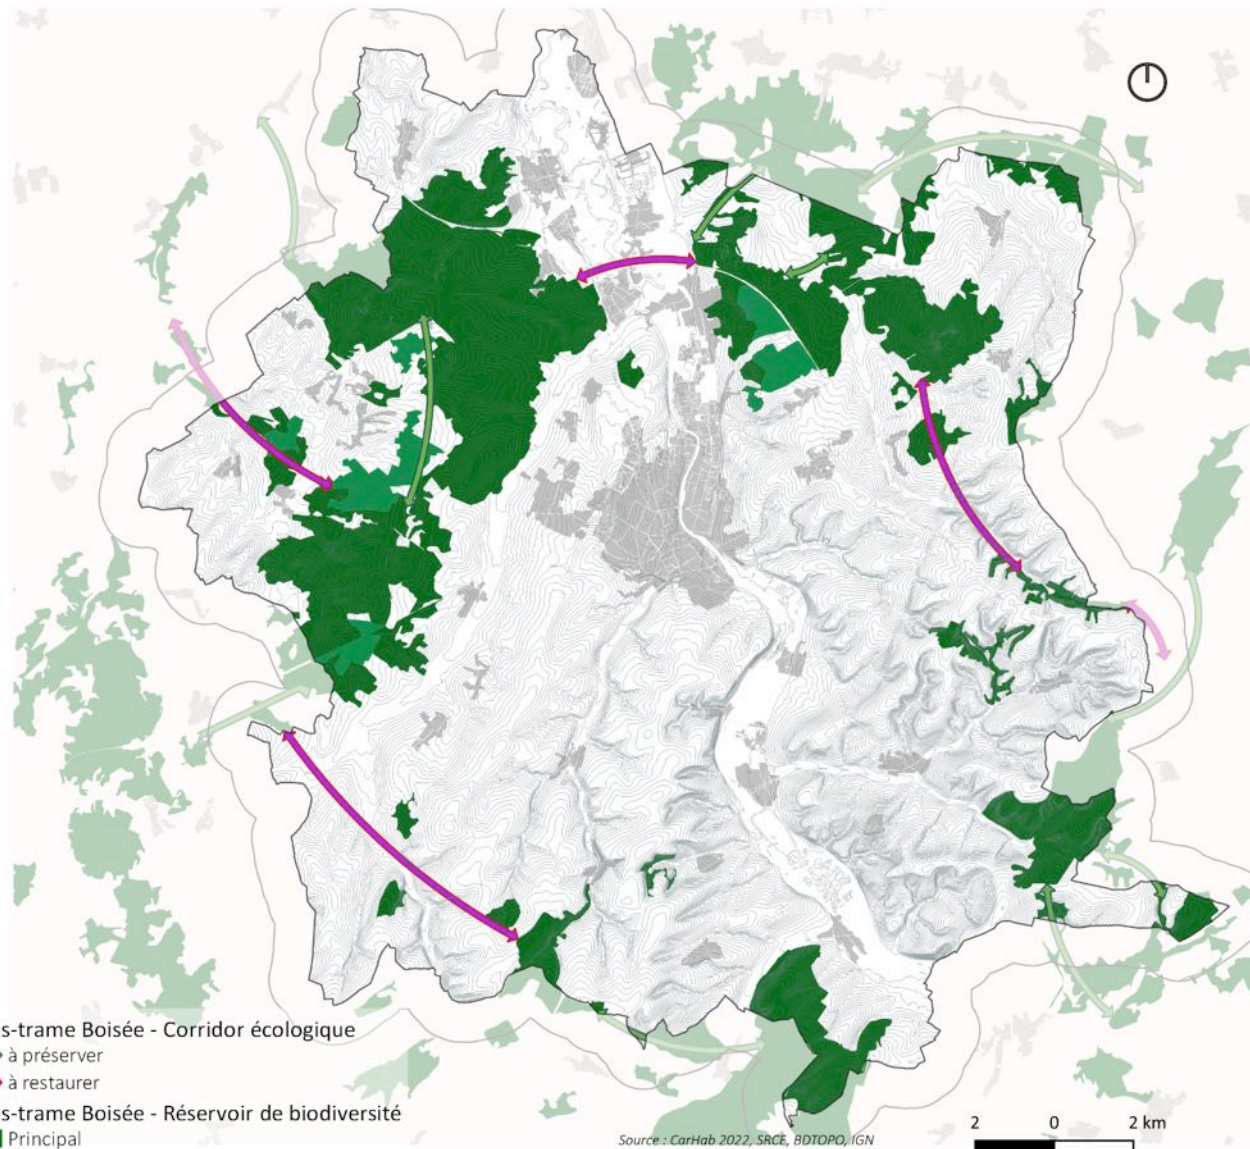 s-trame Boisée - Corridor écologique
à préserver
à restaurer
s-trame Boisée - Réservoir de biodiversité
Principal
Source : CarHab 2022, SRCE, BDTOPO, IGN
2 0 2 km